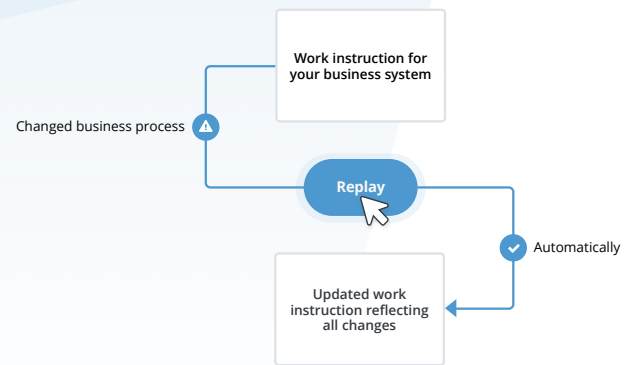 Work instruction for
your business system
Changed business process
Replay
Automatically
Updated work
instruction reflecting
all changes